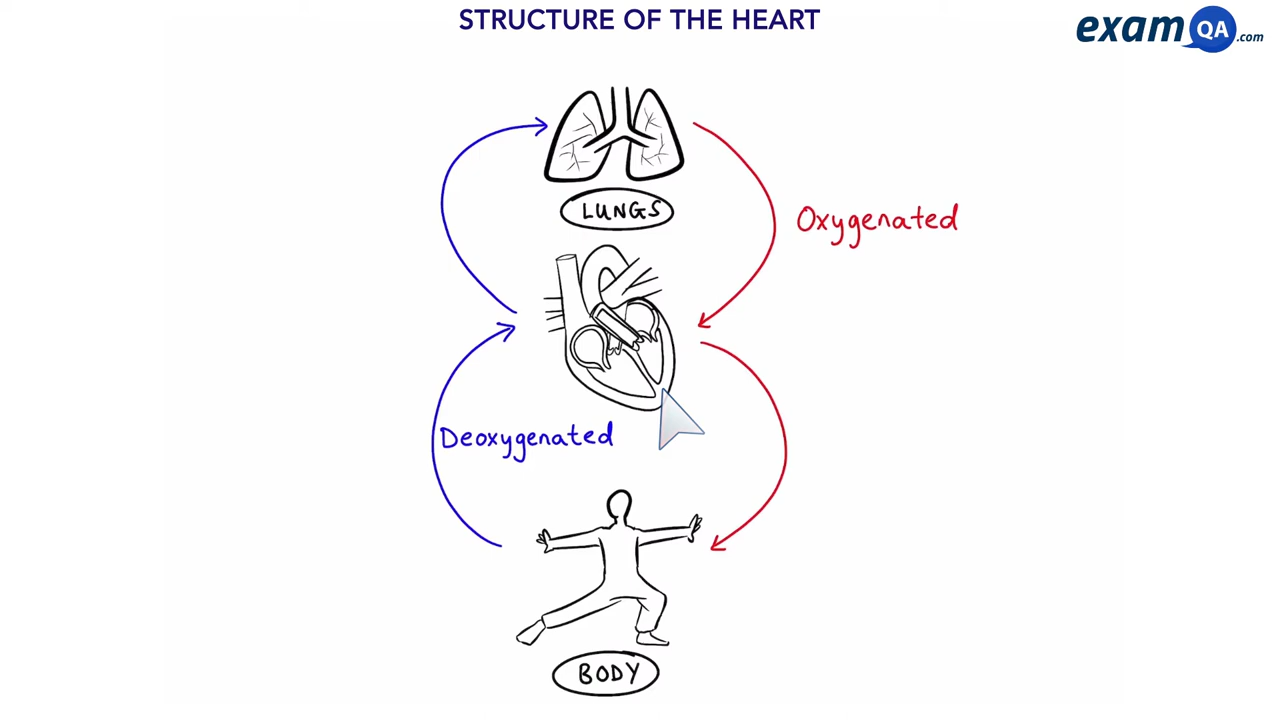 STRUCTURE OF THE HEART
examQA.com
LUNGS
Oxygenated
Deoxygenated
BODY